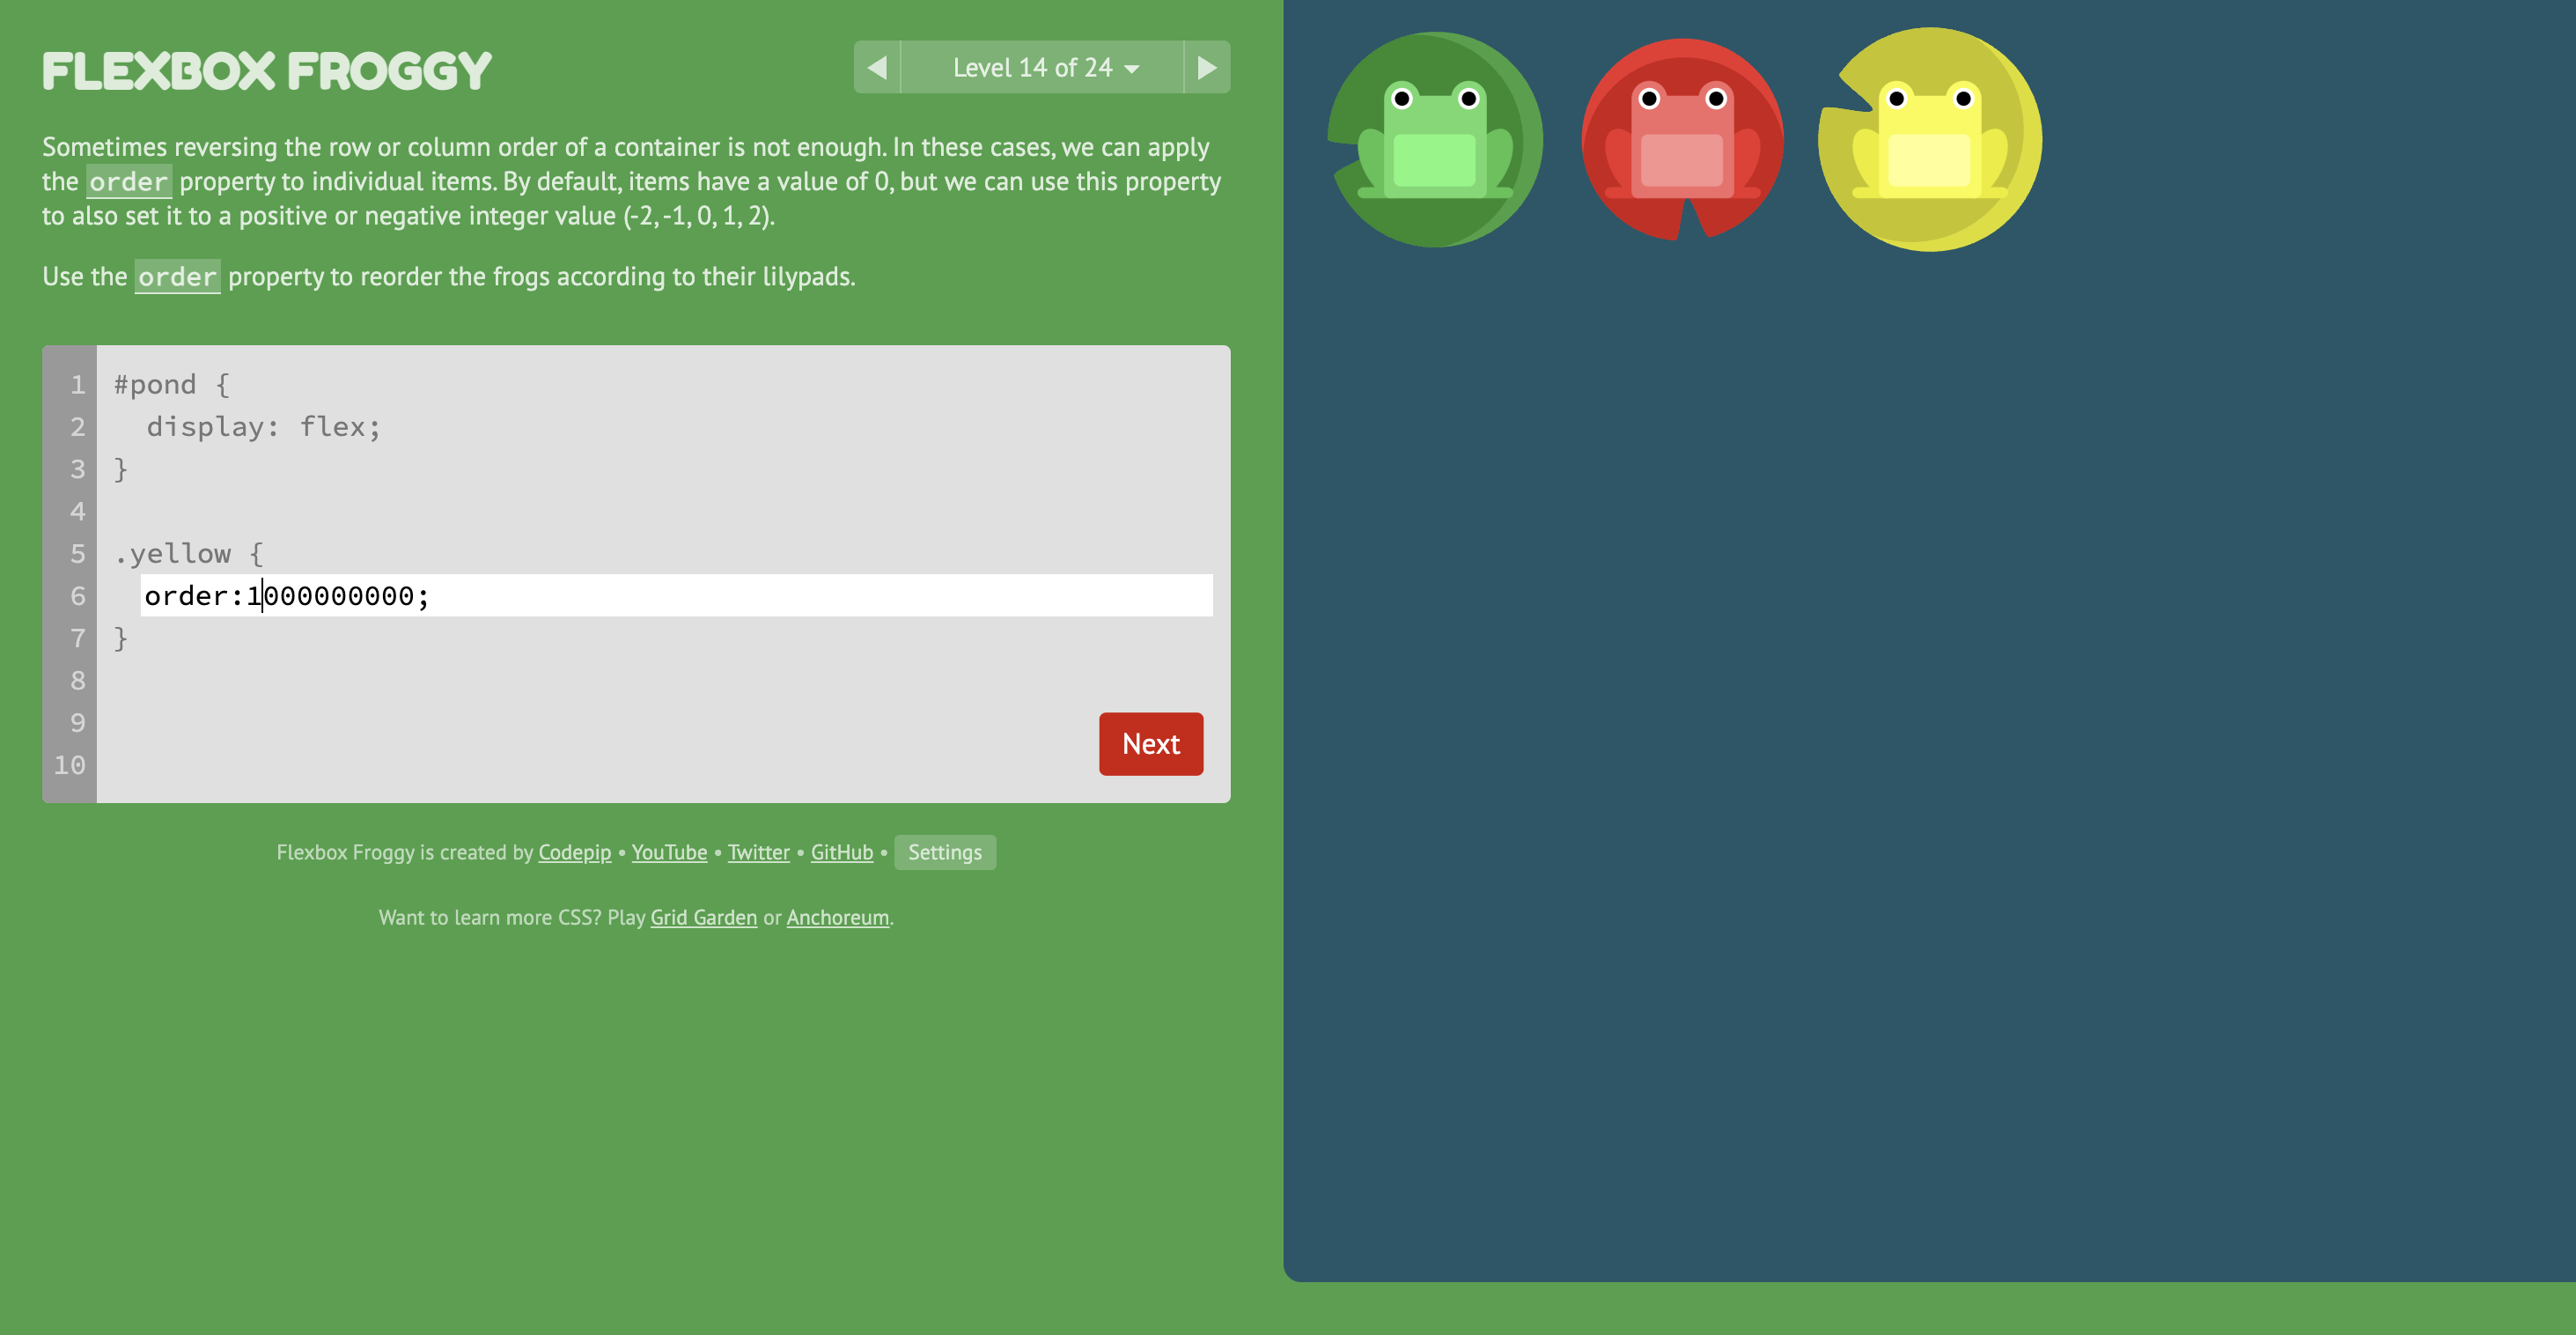 FLEXBOX FROGGY
Level 14 of 24
Sometimes reversing the row or column order of a container is not enough. In these cases, we can apply
the order property to individual items. By default, items have a value of 0, but we can use this property
to also set it to a positive or negative integer value (-2, -1, 0, 1, 2).
Use the order property to reorder the frogs according to their lilypads.
1 #pond {
2   display: flex;
3 }
4
5 .yellow {
6   order:1000000000;
7 }
8
9
10
Next
Flexbox Froggy is created by Codepip • YouTube • Twitter • GitHub • Settings
Want to learn more CSS? Play Grid Garden or Anchoreum.